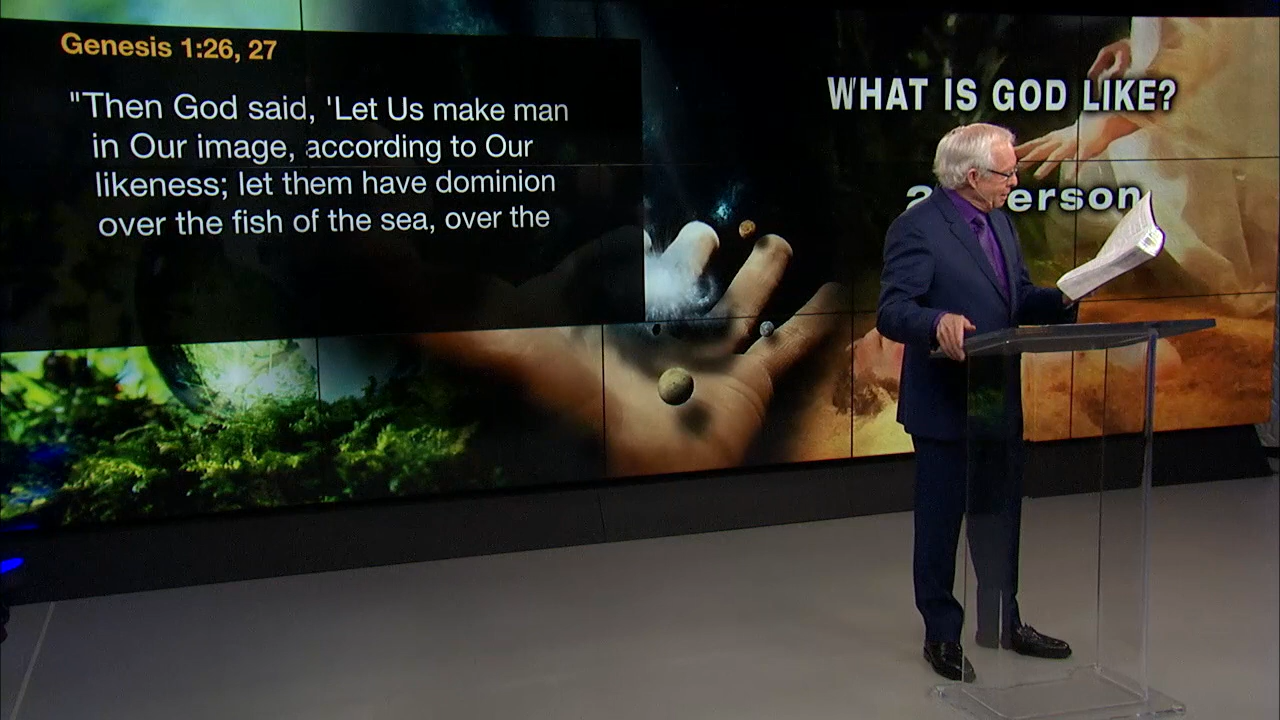 Genesis 1:26, 27
"Then God said, 'Let Us make man
in Our image, according to Our
likeness; let them have dominion
over the fish of the sea, over the
WHAT IS GOD LIKE?